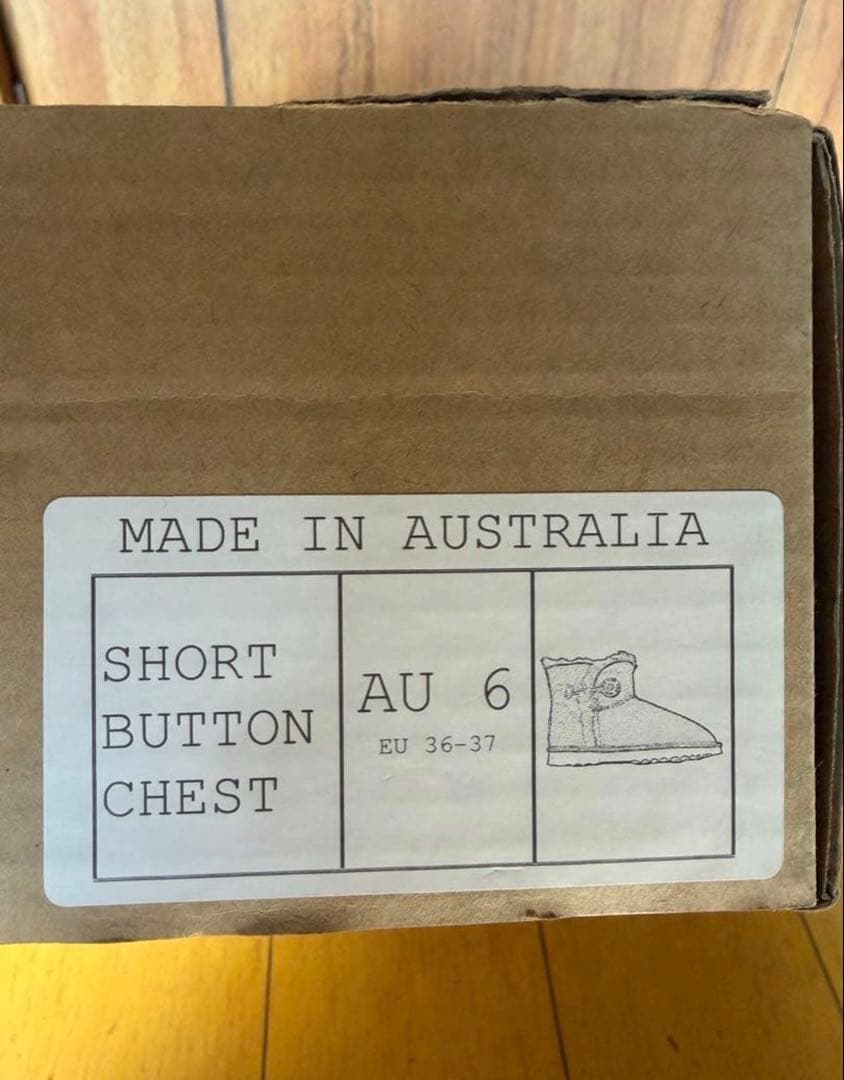 MADE IN AUSTRALIA
SHORT
BUTTON
CHEST
AU 6
EU 36-37